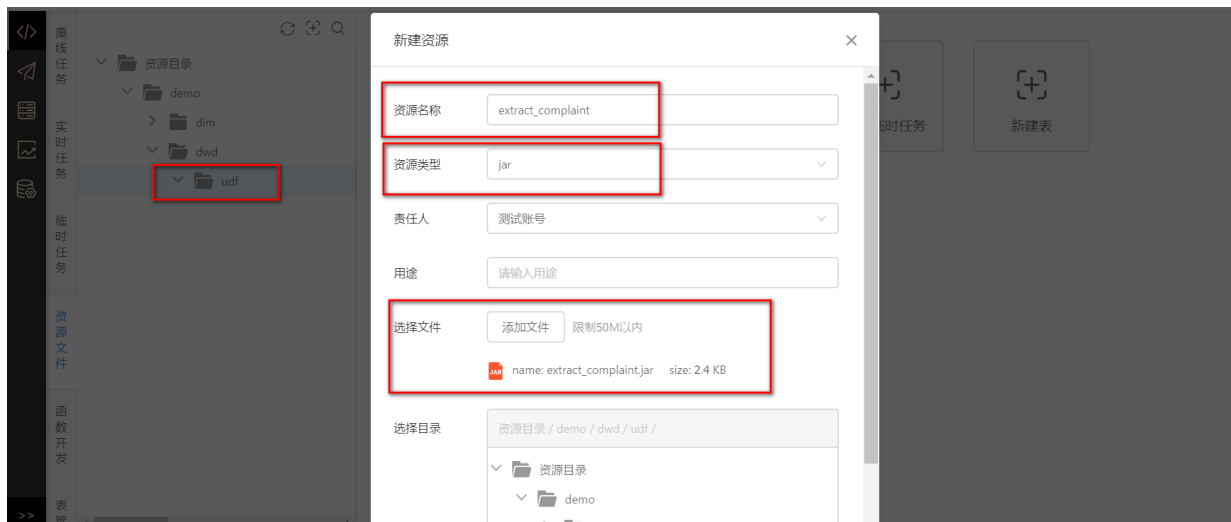 </>
离线任务
实时任务
临时任务
资源文件
函数开发
>>
资源目录
demo
dim
dwd
udf
新建资源
资源名称
extract_complaint
资源类型
jar
责任人
测试账号
用途
请输入用途
选择文件
添加文件
限制50M以内
JAR
name: extract_complaint.jar size: 2.4 KB
选择目录
资源目录 / demo / dwd / udf /
资源目录
demo
时任务
新建表